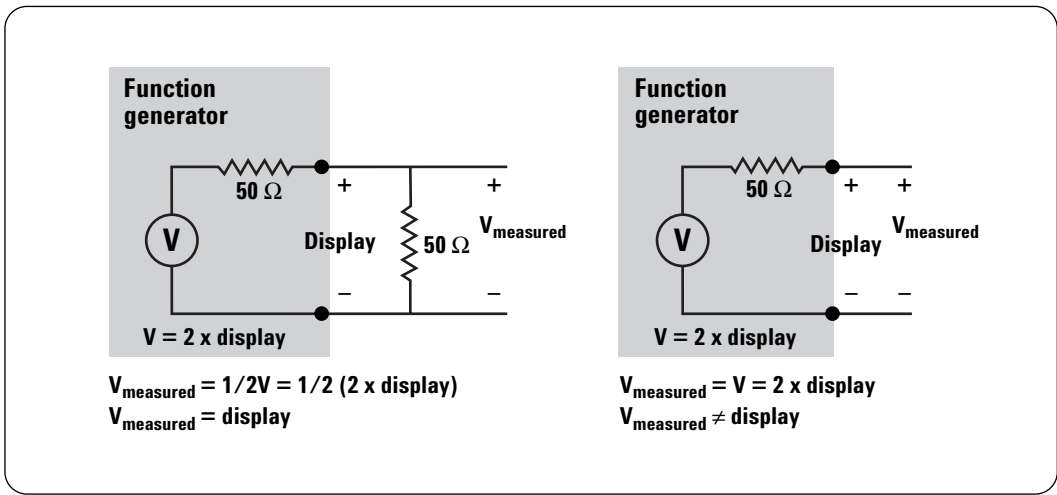 Function
generator
50 Ω
+
+
V
Display
50 Ω
Vmeasured
–
–
V = 2 x display
Vmeasured = 1/2V = 1/2 (2 x display)
Vmeasured = display
Function
generator
50 Ω
+
+
V
Display
Vmeasured
–
–
V = 2 x display
Vmeasured = V = 2 x display
Vmeasured ≠ display